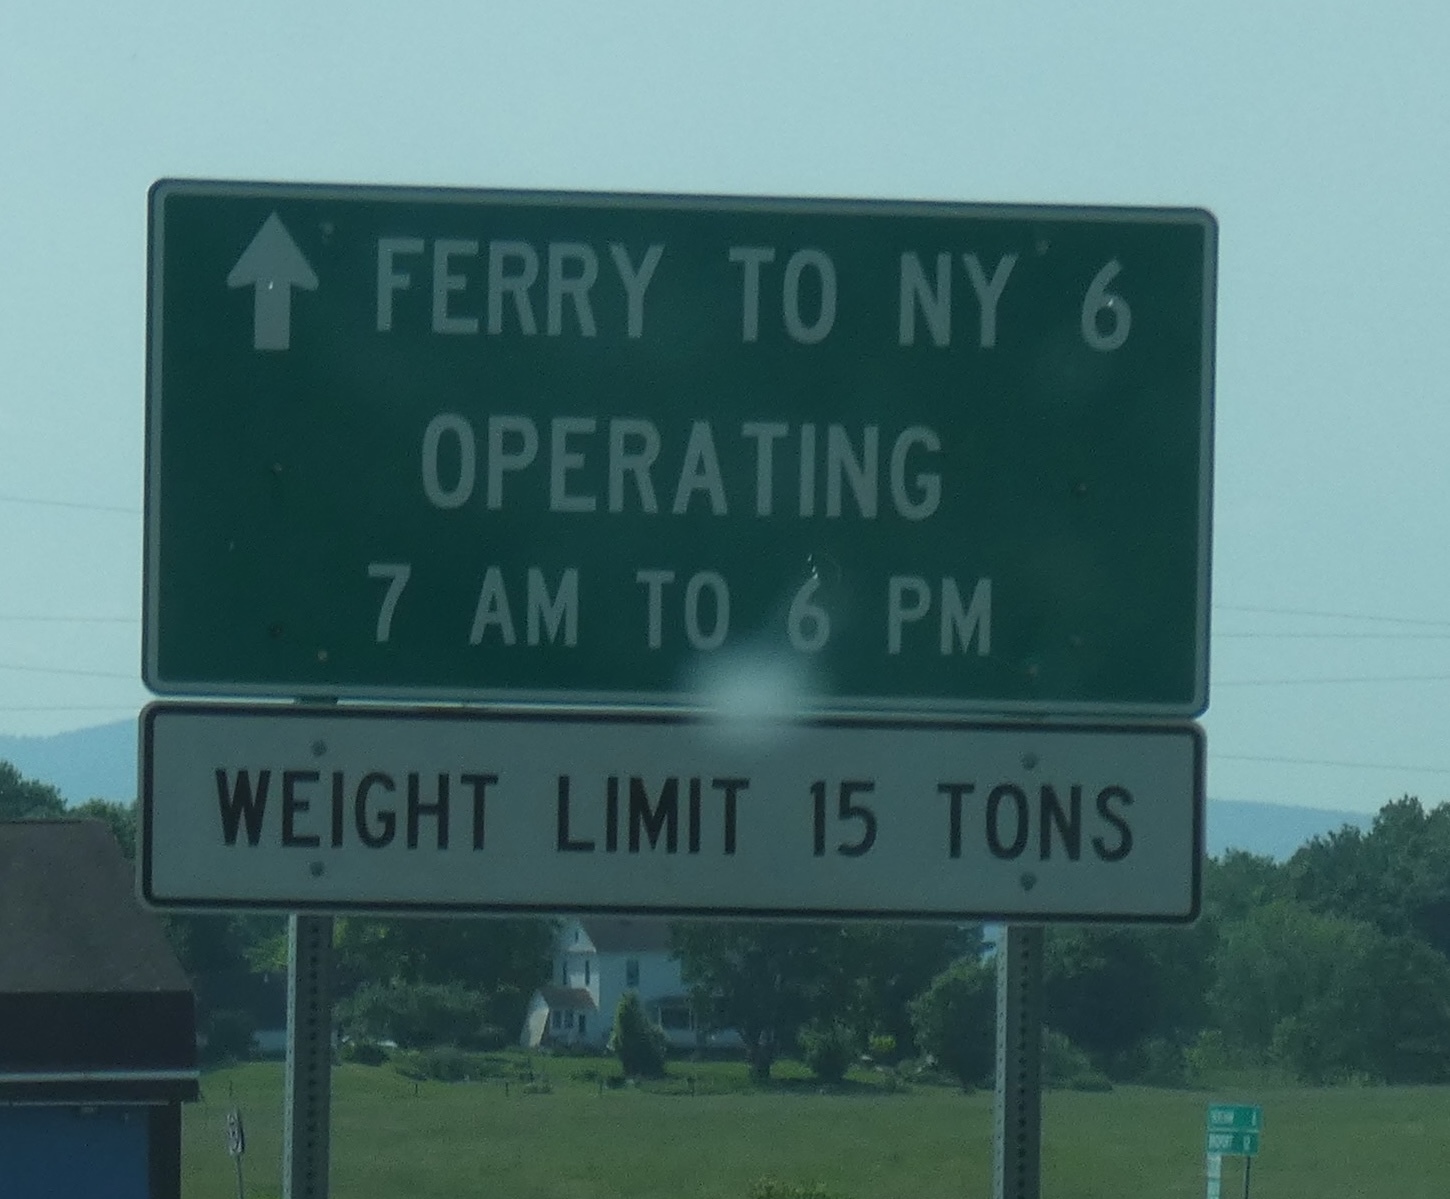 FERRY TO NY 6
OPERATING
7 AM TO 6 PM
WEIGHT LIMIT 15 TONS